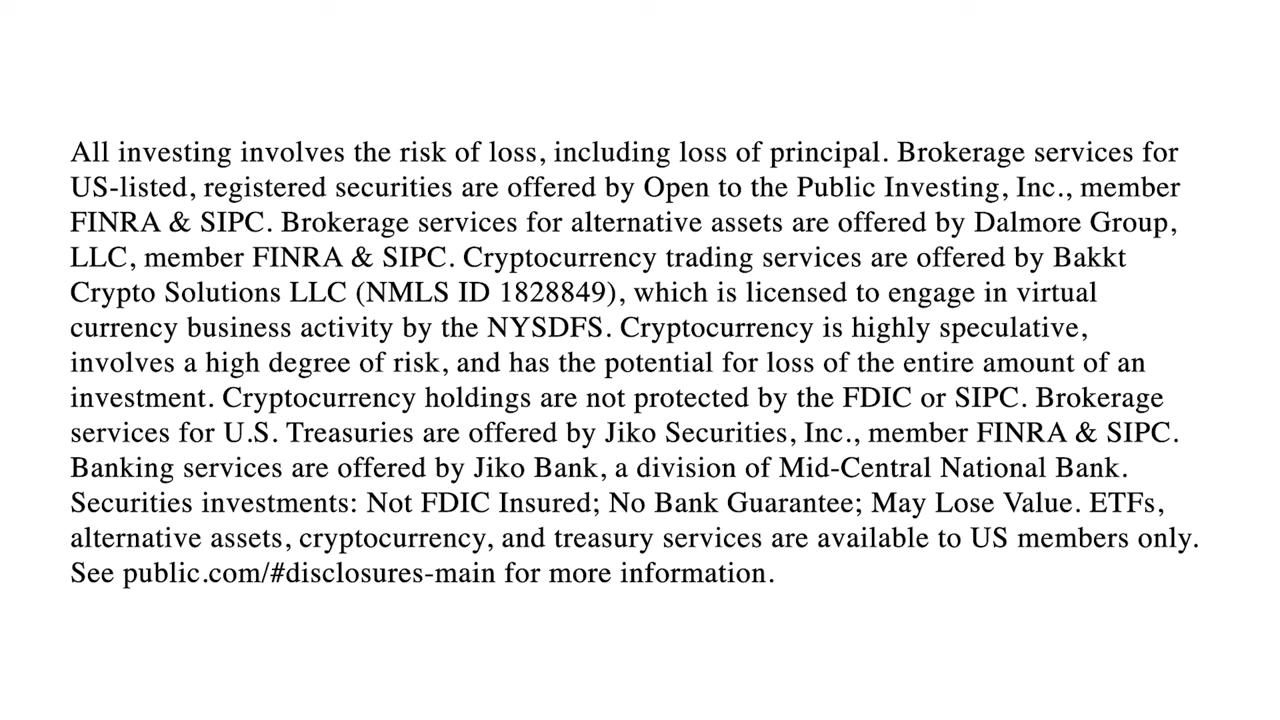 All investing involves the risk of loss, including loss of principal. Brokerage services for
US-listed, registered securities are offered by Open to the Public Investing, Inc., member
FINRA & SIPC. Brokerage services for alternative assets are offered by Dalmore Group,
LLC, member FINRA & SIPC. Cryptocurrency trading services are offered by Bakkt
Crypto Solutions LLC (NMLS ID 1828849), which is licensed to engage in virtual
currency business activity by the NYSDFS. Cryptocurrency is highly speculative,
involves a high degree of risk, and has the potential for loss of the entire amount of an
investment. Cryptocurrency holdings are not protected by the FDIC or SIPC. Brokerage
services for U.S. Treasuries are offered by Jiko Securities, Inc., member FINRA & SIPC.
Banking services are offered by Jiko Bank, a division of Mid-Central National Bank.
Securities investments: Not FDIC Insured; No Bank Guarantee; May Lose Value. ETFs,
alternative assets, cryptocurrency, and treasury services are available to US members only.
See public.com/#disclosures-main for more information.